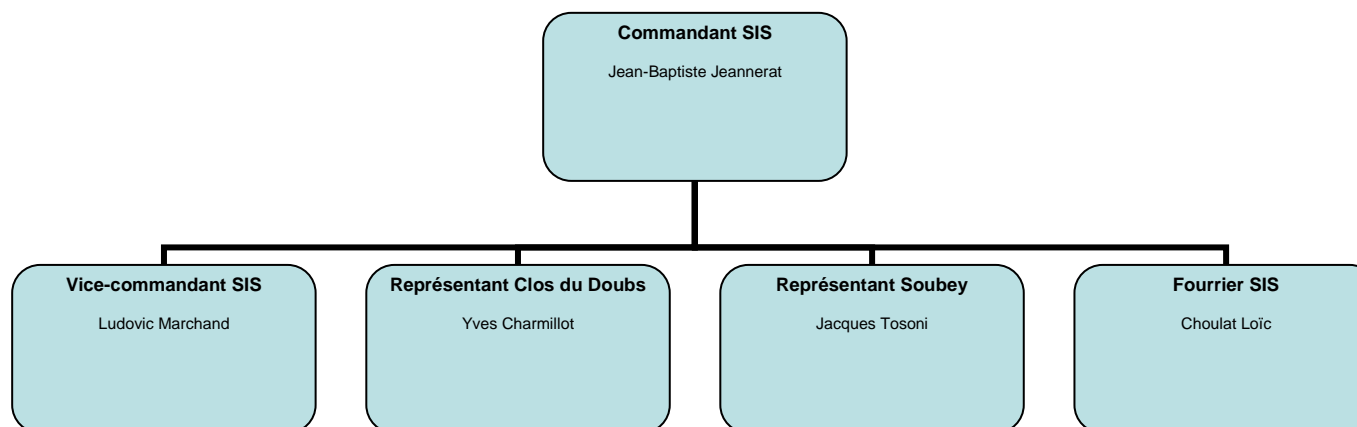 Commandant SIS
Jean-Baptiste Jeannerat
Vice-commandant SIS
Ludovic Marchand
Représentant Clos du Doubs
Yves Charmillot
Représentant Soubey
Jacques Tosoni
Fourrier SIS
Choulat Loïc